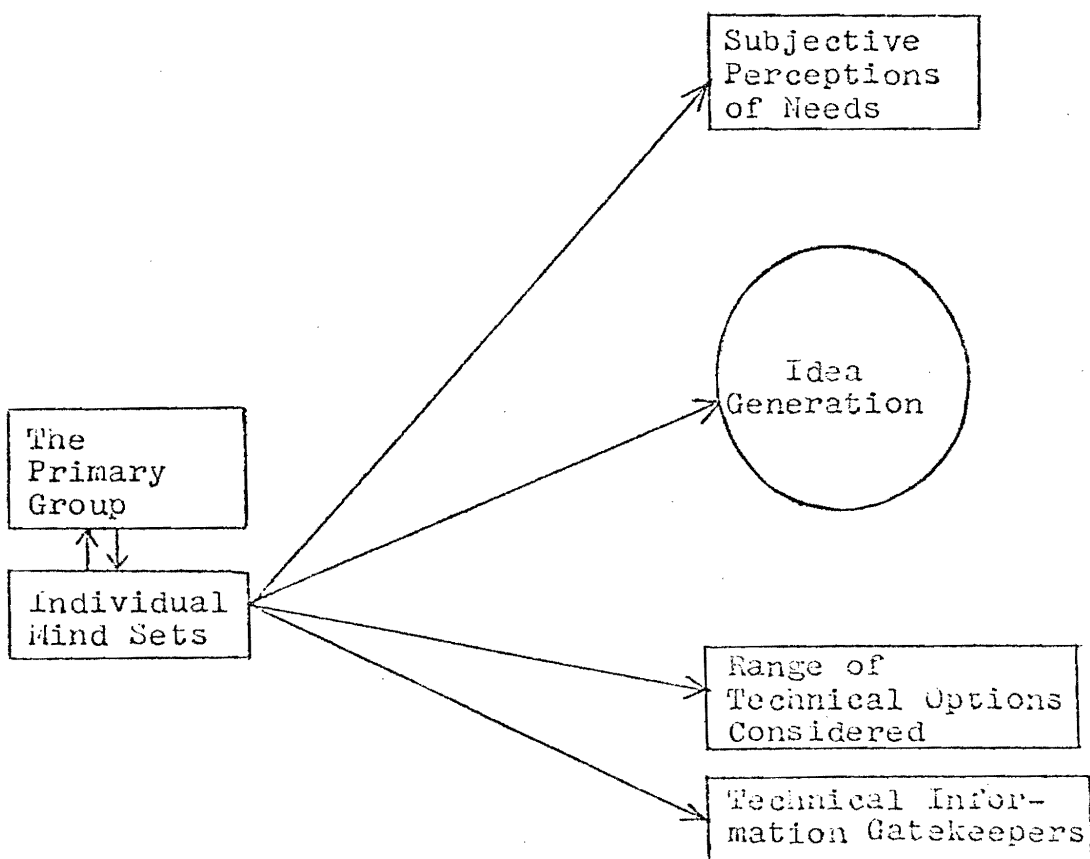 Subjective
Perceptions
of Needs
Idea
Generation
The
Primary
Group
Individual
Mind Sets
Range of
Technical Options
Considered
Technical Infor-
mation Gatekeepers